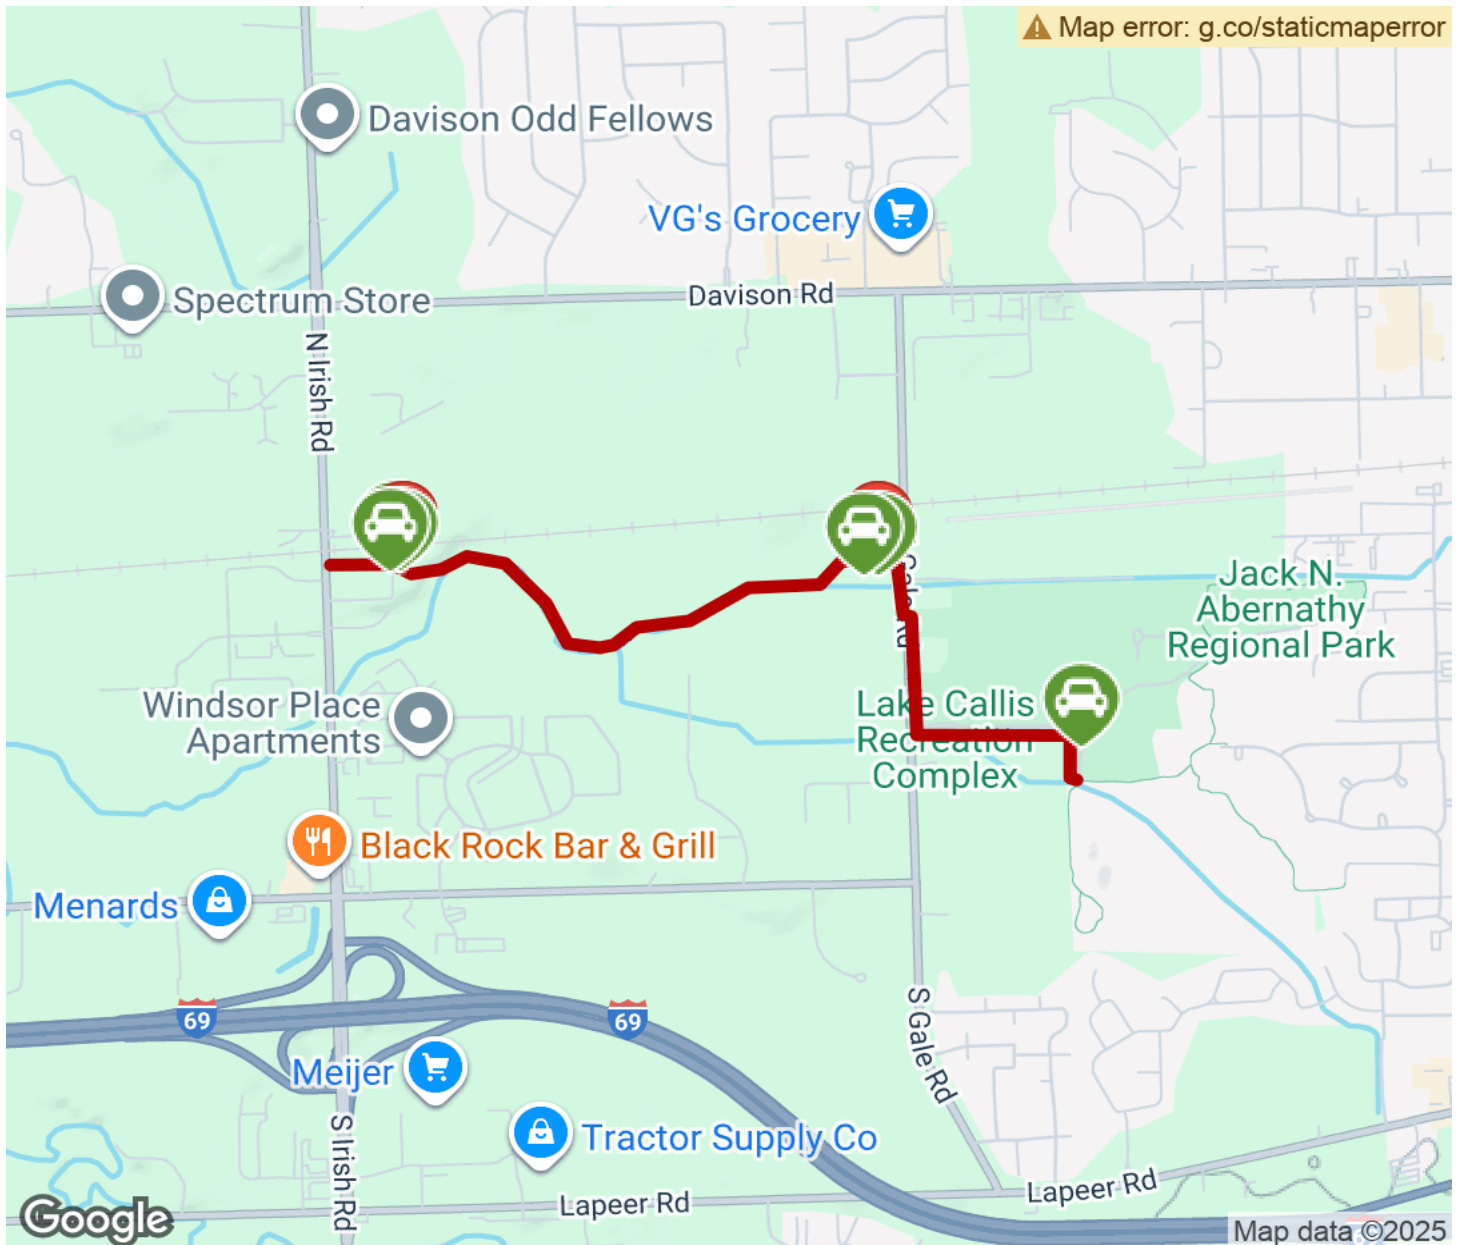 Map error: g.co/staticmaperror
Davison Odd Fellows
VG's Grocery
Spectrum Store
Davison Rd
N Irish Rd
Jack N.
Abernathy
Regional Park
Windsor Place
Apartments
Lake Callis
Recreation
Complex
Black Rock Bar & Grill
Menards
69
69
S Gale Rd
Meijer
Tractor Supply Co
S Irish Rd
Lapeer Rd
Lapeer Rd
Google
Map data ©2025